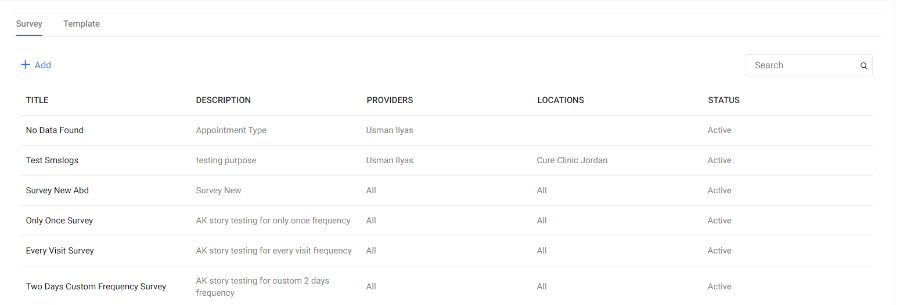 Survey Template
+ Add Search
TITLE DESCRIPTION PROVIDERS LOCATIONS STATUS
No Data Found Appointment Type Usman Ilyas Active
Test Smslogs testing purpose Usman Ilyas Cure Clinic Jordan Active
Survey New Abd Survey New All All Active
Only Once Survey AK story testing for only once frequency All All Active
Every Visit Survey AK story testing for every visit frequency All All Active
Two Days Custom Frequency Survey AK story testing for custom 2 days All All Active
frequency